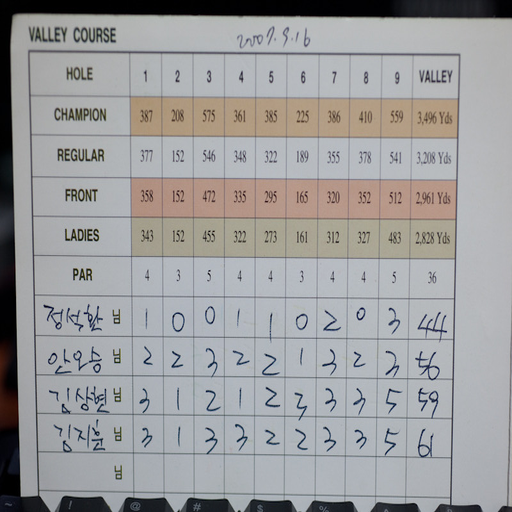 VALLEY COURSE 2007.9.16
HOLE 1 2 3 4 5 6 7 8 9 VALLEY
CHAMPION 387 208 575 361 385 225 386 410 559 3,496 Yds
REGULAR 377 152 546 348 322 189 355 378 541 3,208 Yds
FRONT 358 152 472 335 295 165 320 352 512 2,961 Yds
LADIES 343 152 455 322 273 161 312 327 483 2,828 Yds
PAR 4 3 5 4 4 3 4 4 5 36
정석환 님 1 0 0 1 1 0 2 0 3 44
안오승 님 2 2 3 2 2 1 3 2 3 56
김상현 님 3 1 2 1 2 3 3 3 5 59
김지훈 님 3 1 3 3 2 2 3 3 5 61
님